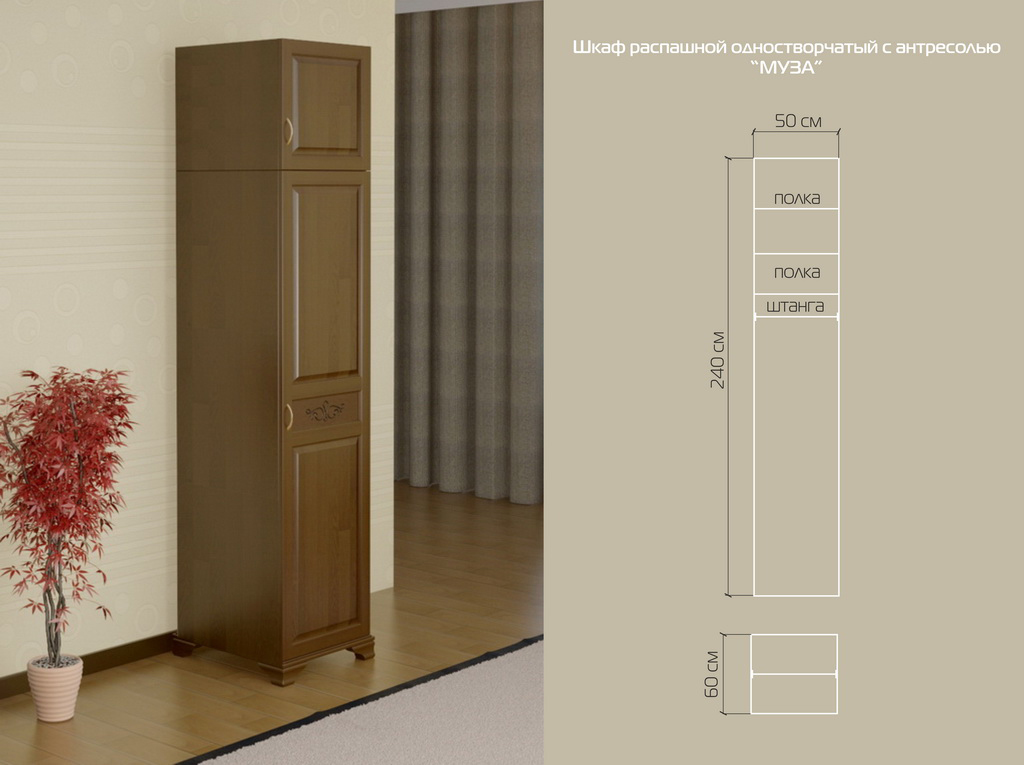 Шкаф распашной одностворчатый с антресолью
“МУЗА”
50 см
полка
полка
штанга
240 см
60 см